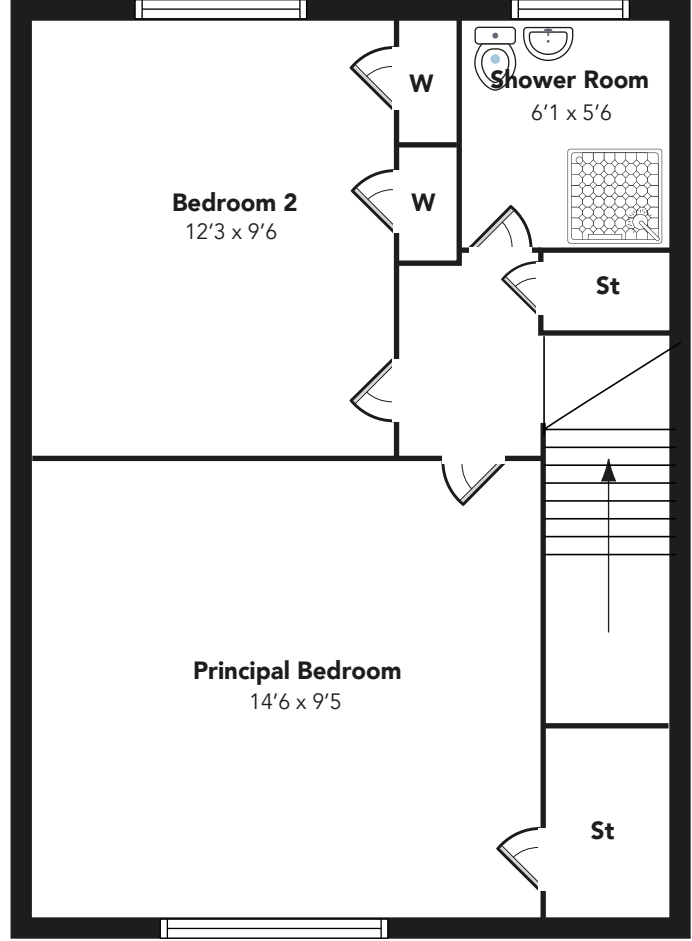 W
Shower Room
6’1 x 5’6
Bedroom 2
12’3 x 9’6
W
St
Principal Bedroom
14’6 x 9’5
St